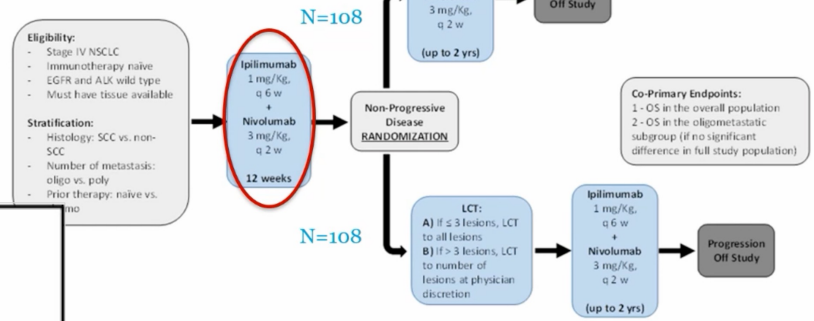 N=108
3 mg/Kg,
q 2 w
(up to 2 yrs)
Off Study
Eligibility:
- Stage IV NSCLC
- Immunotherapy naïve
- EGFR and ALK wild type
- Must have tissue available
Stratification:
- Histology: SCC vs. non-
SCC
- Number of metastasis:
oligo vs. poly
- Prior therapy: naïve vs.
Ipilimumab
1 mg/Kg,
q 6 w
+
Nivolumab
3 mg/Kg,
q 2 w
12 weeks
Non-Progressive
Disease
RANDOMIZATION
Co-Primary Endpoints:
1 - OS in the overall population
2 - OS in the oligometastatic
subgroup (if no significant
difference in full study population)
N=108
LCT:
A) If ≤ 3 lesions, LCT
to all lesions
B) If > 3 lesions, LCT
to number of
lesions at physician
discretion
Ipilimumab
1 mg/Kg,
q 6 w
+
Nivolumab
3 mg/Kg,
q 2 w
(up to 2 yrs)
Progression
Off Study